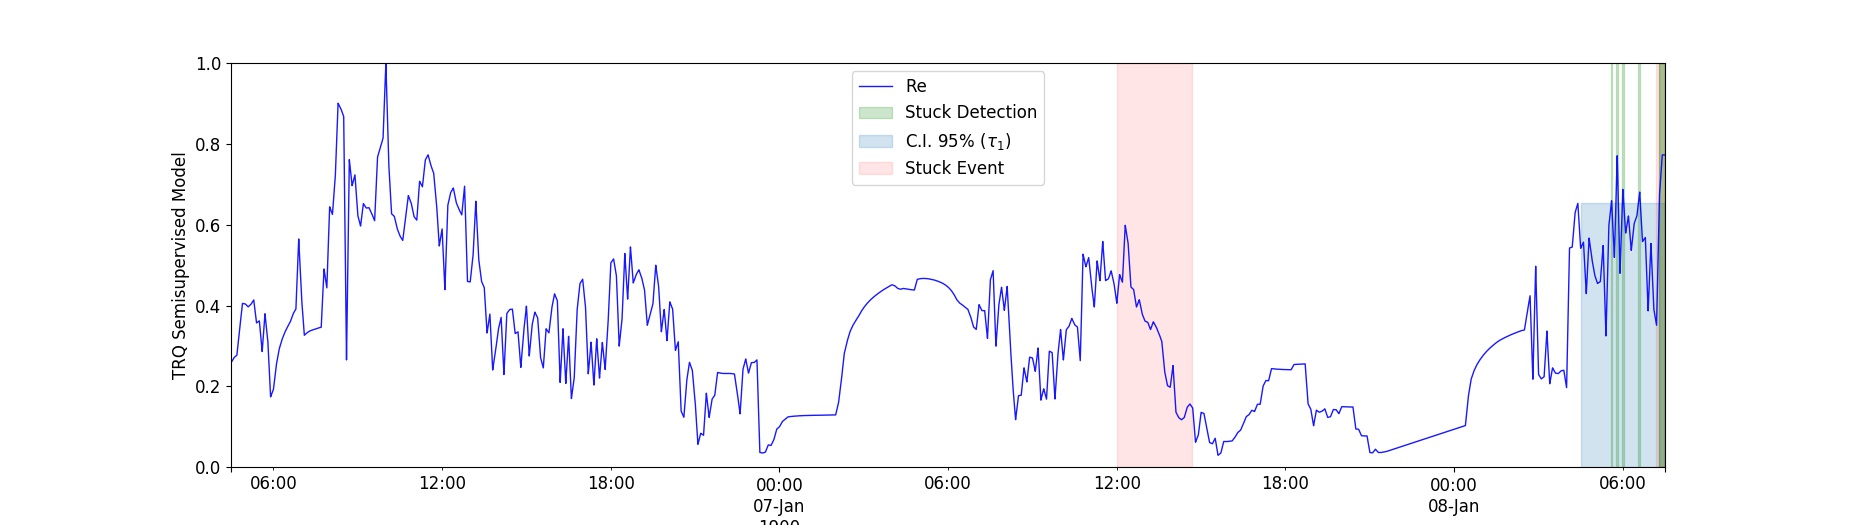 1.0
0.8
0.6
0.4
0.2
0.0
TRQ Semisupervised Model
Re
Stuck Detection
C.I. 95% (τ₁)
Stuck Event
06:00
12:00
18:00
00:00
07-Jan
06:00
12:00
18:00
00:00
08-Jan
06:00